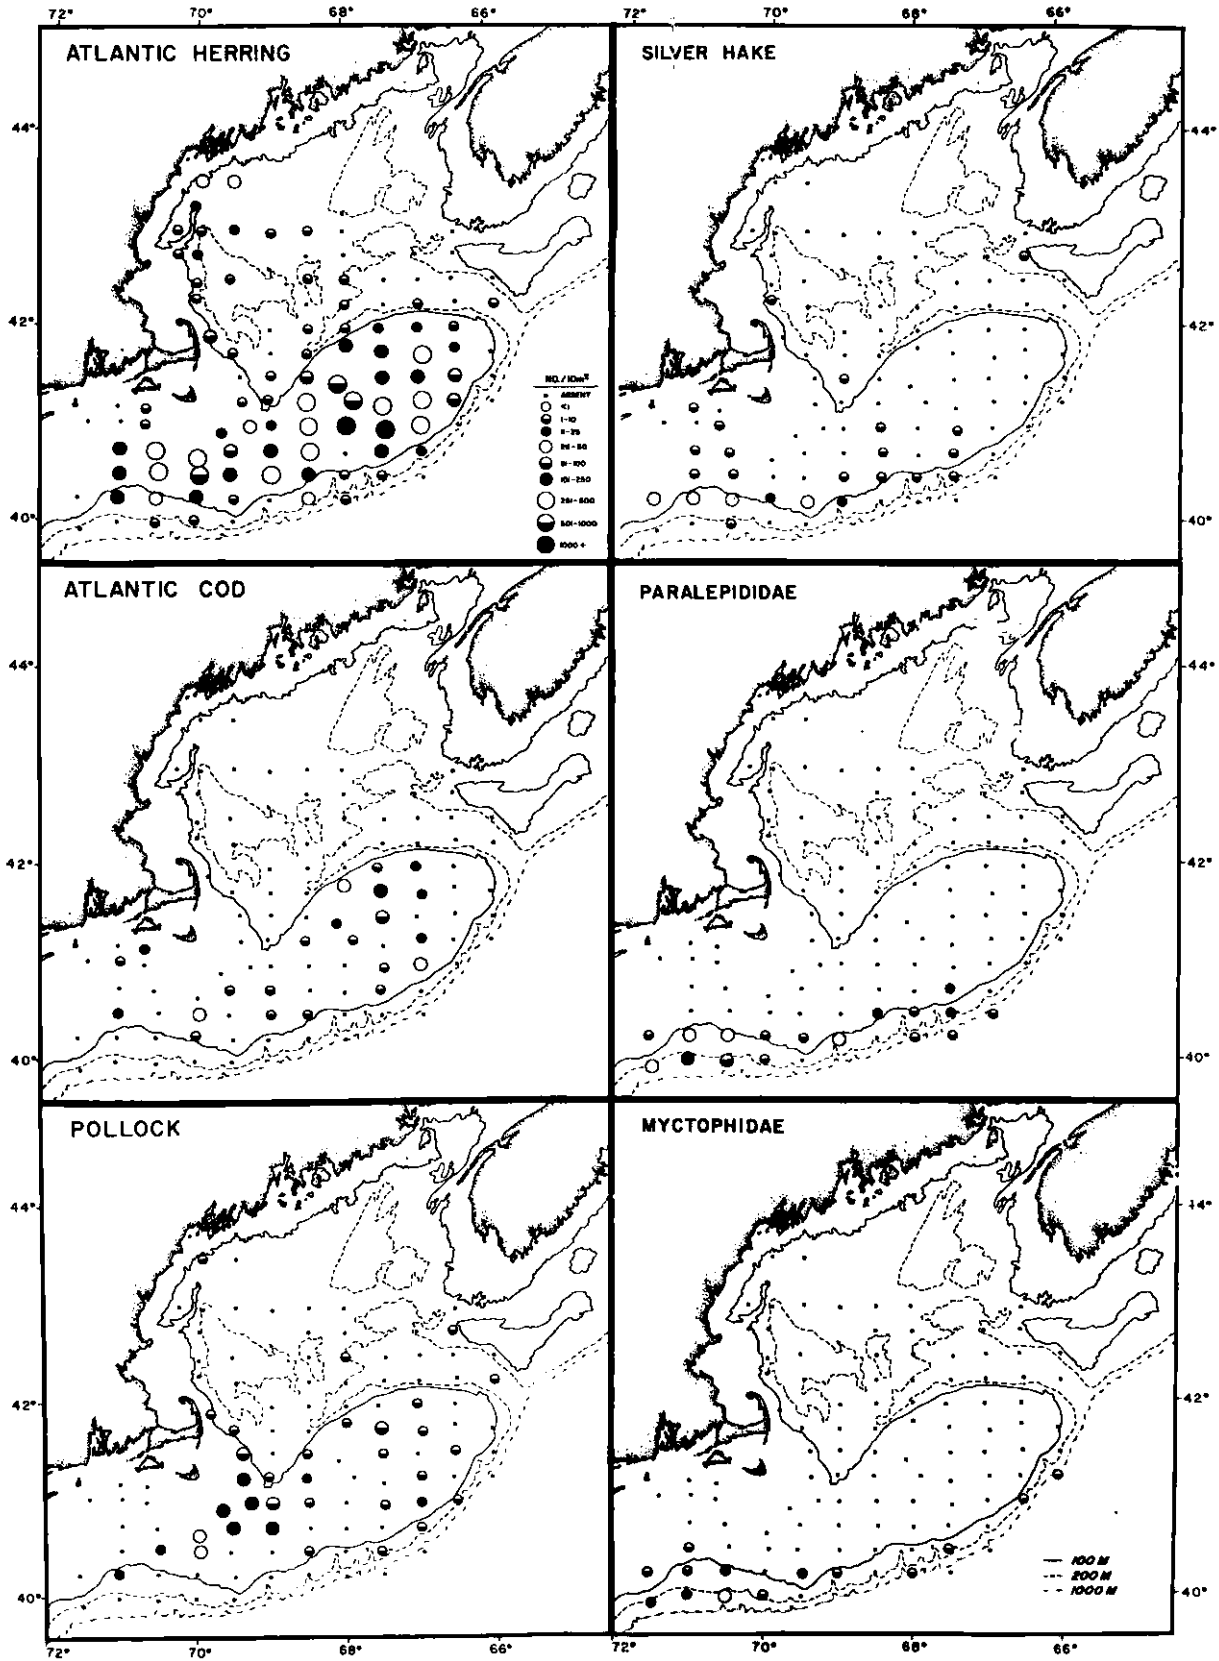 72° 70° 68° 66° 72° 70° 68° 66°
ATLANTIC HERRING
SILVER HAKE
44° 44°
42° 42°
NO./10m²
ABSENT
<1
1-10
11-25
26-50
51-100
101-250
251-500
501-1000
1000+
40° 40°
ATLANTIC COD
PARALEPIDIDAE
44° 44°
42° 42°
40° 40°
POLLOCK
MYCTOPHIDAE
44° 44°
42° 42°
100 M
200 M
1000 M
40° 40°
72° 70° 68° 66° 72° 70° 68° 66°